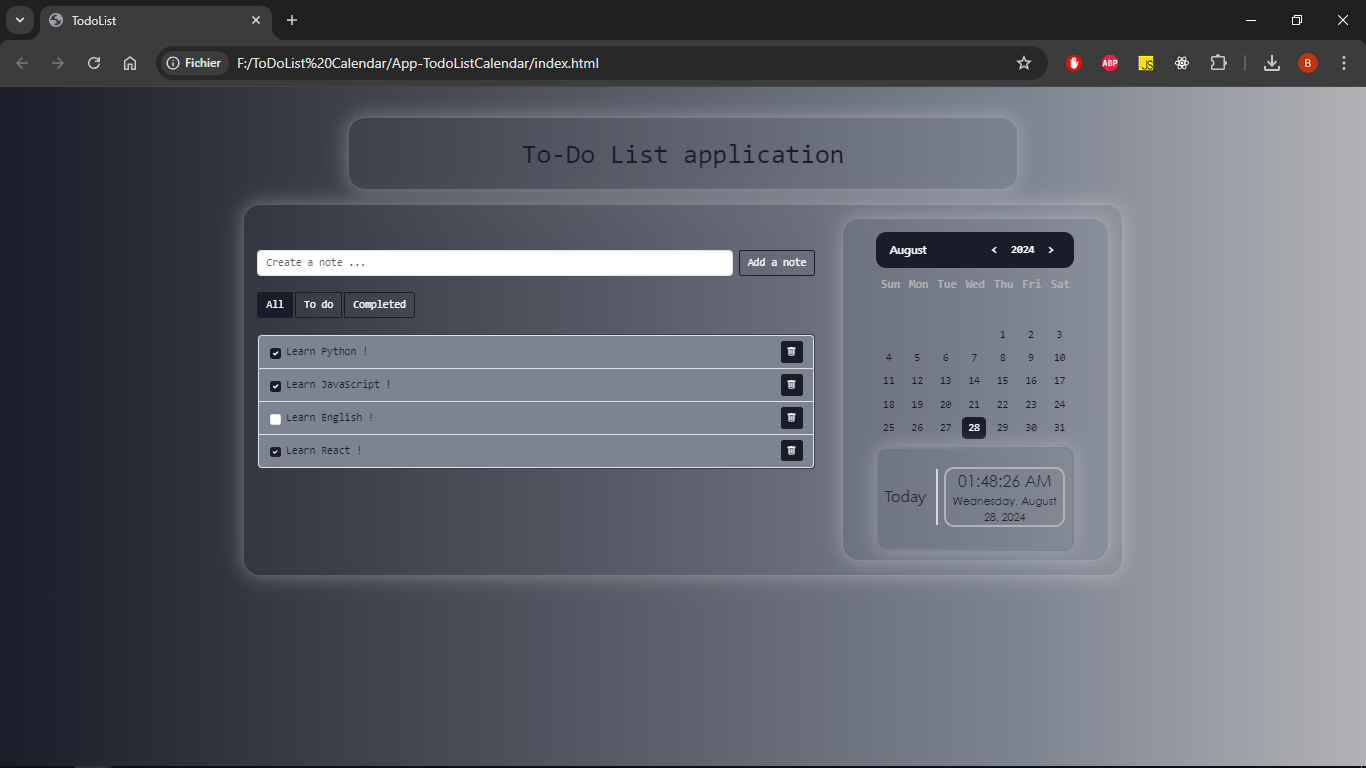 TodoList
Fichier F:/ToDoList%20Calendar/App-TodoListCalendar/index.html
ABP
JS
B
To-Do List application
Create a note ...
Add a note
All To do Completed
Learn Python !
Learn JavaScript !
Learn English !
Learn React !
August < 2024 >
Sun Mon Tue Wed Thu Fri Sat
1 2 3
4 5 6 7 8 9 10
11 12 13 14 15 16 17
18 19 20 21 22 23 24
25 26 27 28 29 30 31
Today
01:48:26 AM
Wednesday, August
28, 2024